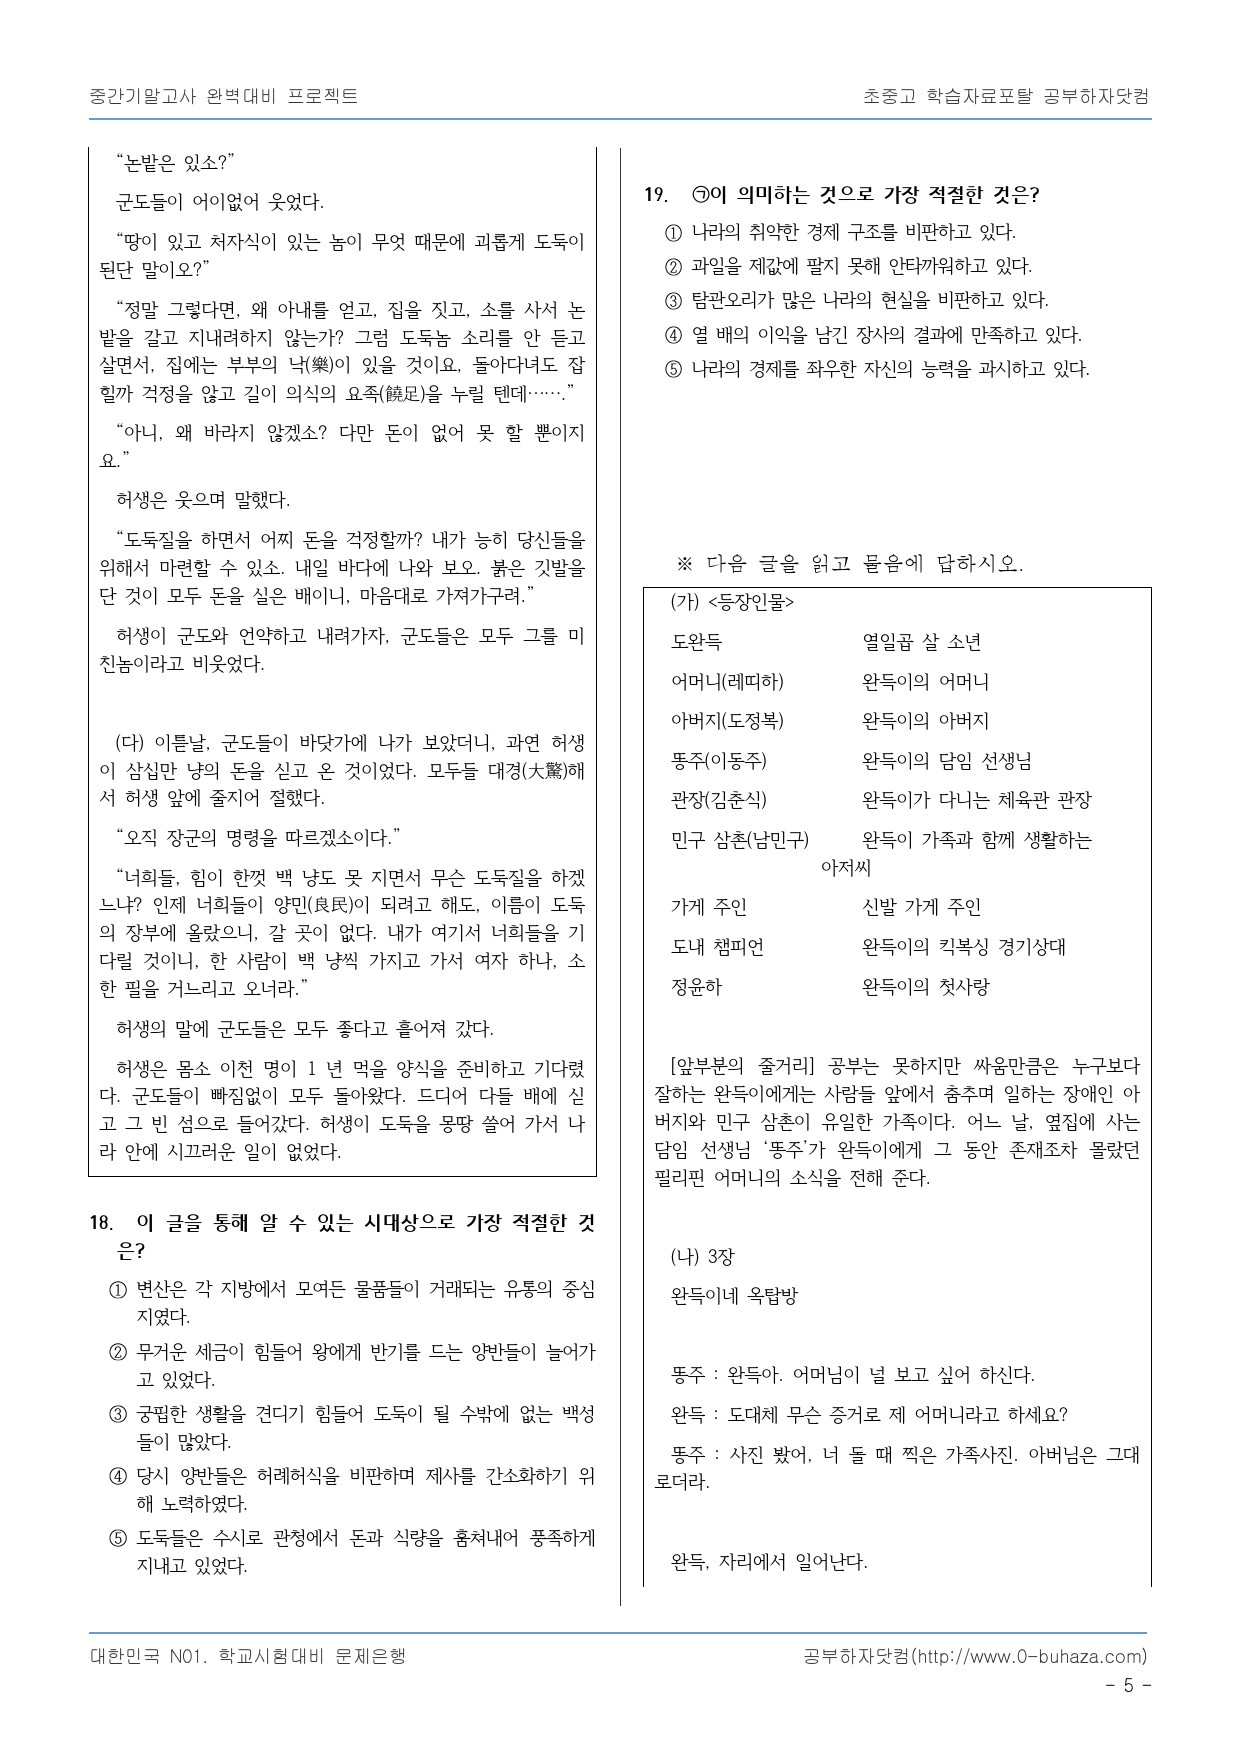 중간기말고사 완벽대비 프로젝트
초중고 학습자료포탈 공부하자닷컴
“논밭은 있소?”
군도들이 어이없어 웃었다.
“땅이 있고 처자식이 있는 놈이 무엇 때문에 괴롭게 도둑이
된단 말이오?”
“정말 그렇다면, 왜 아내를 얻고, 집을 짓고, 소를 사서 논
밭을 갈고 지내려하지 않는가? 그럼 도둑놈 소리를 안 듣고
살면서, 집에는 부부의 낙(樂)이 있을 것이요, 돌아다녀도 잡
힐까 걱정을 않고 길이 의식의 요족(饒足)을 누릴 텐데…….”
“아니, 왜 바라지 않겠소? 다만 돈이 없어 못 할 뿐이지
요.”
허생은 웃으며 말했다.
“도둑질을 하면서 어찌 돈을 걱정할까? 내가 능히 당신들을
위해서 마련할 수 있소. 내일 바다에 나와 보오. 붉은 깃발을
단 것이 모두 돈을 실은 배이니, 마음대로 가져가구려.”
허생이 군도와 언약하고 내려가자, 군도들은 모두 그를 미
친놈이라고 비웃었다.
(다) 이튿날, 군도들이 바닷가에 나가 보았더니, 과연 허생
이 삼십만 냥의 돈을 싣고 온 것이었다. 모두들 대경(大驚)해
서 허생 앞에 줄지어 절했다.
“오직 장군의 명령을 따르겠소이다.”
“너희들, 힘이 한껏 백 냥도 못 지면서 무슨 도둑질을 하겠
느냐? 인제 너희들이 양민(良民)이 되려고 해도, 이름이 도둑
의 장부에 올랐으니, 갈 곳이 없다. 내가 여기서 너희들을 기
다릴 것이니, 한 사람이 백 냥씩 가지고 가서 여자 하나, 소
한 필을 거느리고 오너라.”
허생의 말에 군도들은 모두 좋다고 흩어져 갔다.
허생은 몸소 이천 명이 1 년 먹을 양식을 준비하고 기다렸
다. 군도들이 빠짐없이 모두 돌아왔다. 드디어 다들 배에 싣
고 그 빈 섬으로 들어갔다. 허생이 도둑을 몽땅 쓸어 가서 나
라 안에 시끄러운 일이 없었다.
18. 이 글을 통해 알 수 있는 시대상으로 가장 적절한 것
은?
① 변산은 각 지방에서 모여든 물품들이 거래되는 유통의 중심
지였다.
② 무거운 세금이 힘들어 왕에게 반기를 드는 양반들이 늘어가
고 있었다.
③ 궁핍한 생활을 견디기 힘들어 도둑이 될 수밖에 없는 백성
들이 많았다.
④ 당시 양반들은 허례허식을 비판하며 제사를 간소화하기 위
해 노력하였다.
⑤ 도둑들은 수시로 관청에서 돈과 식량을 훔쳐내어 풍족하게
지내고 있었다.
19. ㉠이 의미하는 것으로 가장 적절한 것은?
① 나라의 취약한 경제 구조를 비판하고 있다.
② 과일을 제값에 팔지 못해 안타까워하고 있다.
③ 탐관오리가 많은 나라의 현실을 비판하고 있다.
④ 열 배의 이익을 남긴 장사의 결과에 만족하고 있다.
⑤ 나라의 경제를 좌우한 자신의 능력을 과시하고 있다.
※ 다음 글을 읽고 물음에 답하시오.
(가) <등장인물>
도완득 열일곱 살 소년
어머니(레띠하) 완득이의 어머니
아버지(도정복) 완득이의 아버지
똥주(이동주) 완득이의 담임 선생님
관장(김춘식) 완득이가 다니는 체육관 관장
민구 삼촌(남민구) 완득이 가족과 함께 생활하는
아저씨
가게 주인 신발 가게 주인
도내 챔피언 완득이의 킥복싱 경기상대
정윤하 완득이의 첫사랑
[앞부분의 줄거리] 공부는 못하지만 싸움만큼은 누구보다
잘하는 완득이에게는 사람들 앞에서 춤추며 일하는 장애인 아
버지와 민구 삼촌이 유일한 가족이다. 어느 날, 옆집에 사는
담임 선생님 ‘똥주’가 완득이에게 그 동안 존재조차 몰랐던
필리핀 어머니의 소식을 전해 준다.
(나) 3장
완득이네 옥탑방
똥주 : 완득아. 어머님이 널 보고 싶어 하신다.
완득 : 도대체 무슨 증거로 제 어머니라고 하세요?
똥주 : 사진 봤어, 너 돌 때 찍은 가족사진. 아버님은 그대
로더라.
완득, 자리에서 일어난다.
대한민국 N01. 학교시험대비 문제은행
공부하자닷컴(http://www.0-buhaza.com)
- 5 -